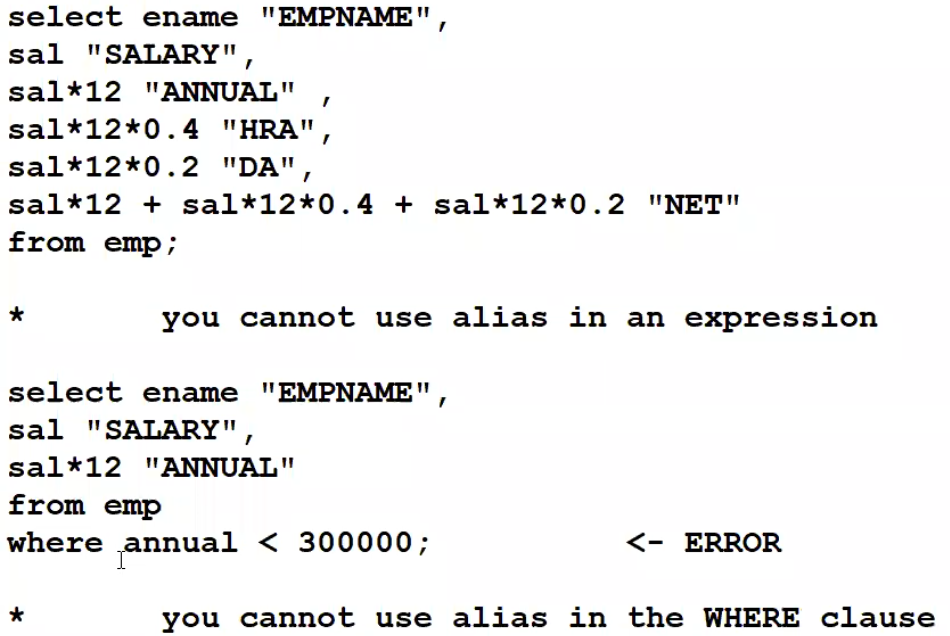 select ename "EMPNAME",
sal "SALARY",
sal*12 "ANNUAL" ,
sal*12*0.4 "HRA",
sal*12*0.2 "DA",
sal*12 + sal*12*0.4 + sal*12*0.2 "NET"
from emp;
* you cannot use alias in an expression
select ename "EMPNAME",
sal "SALARY",
sal*12 "ANNUAL"
from emp
where annual < 300000; <- ERROR
* you cannot use alias in the WHERE clause